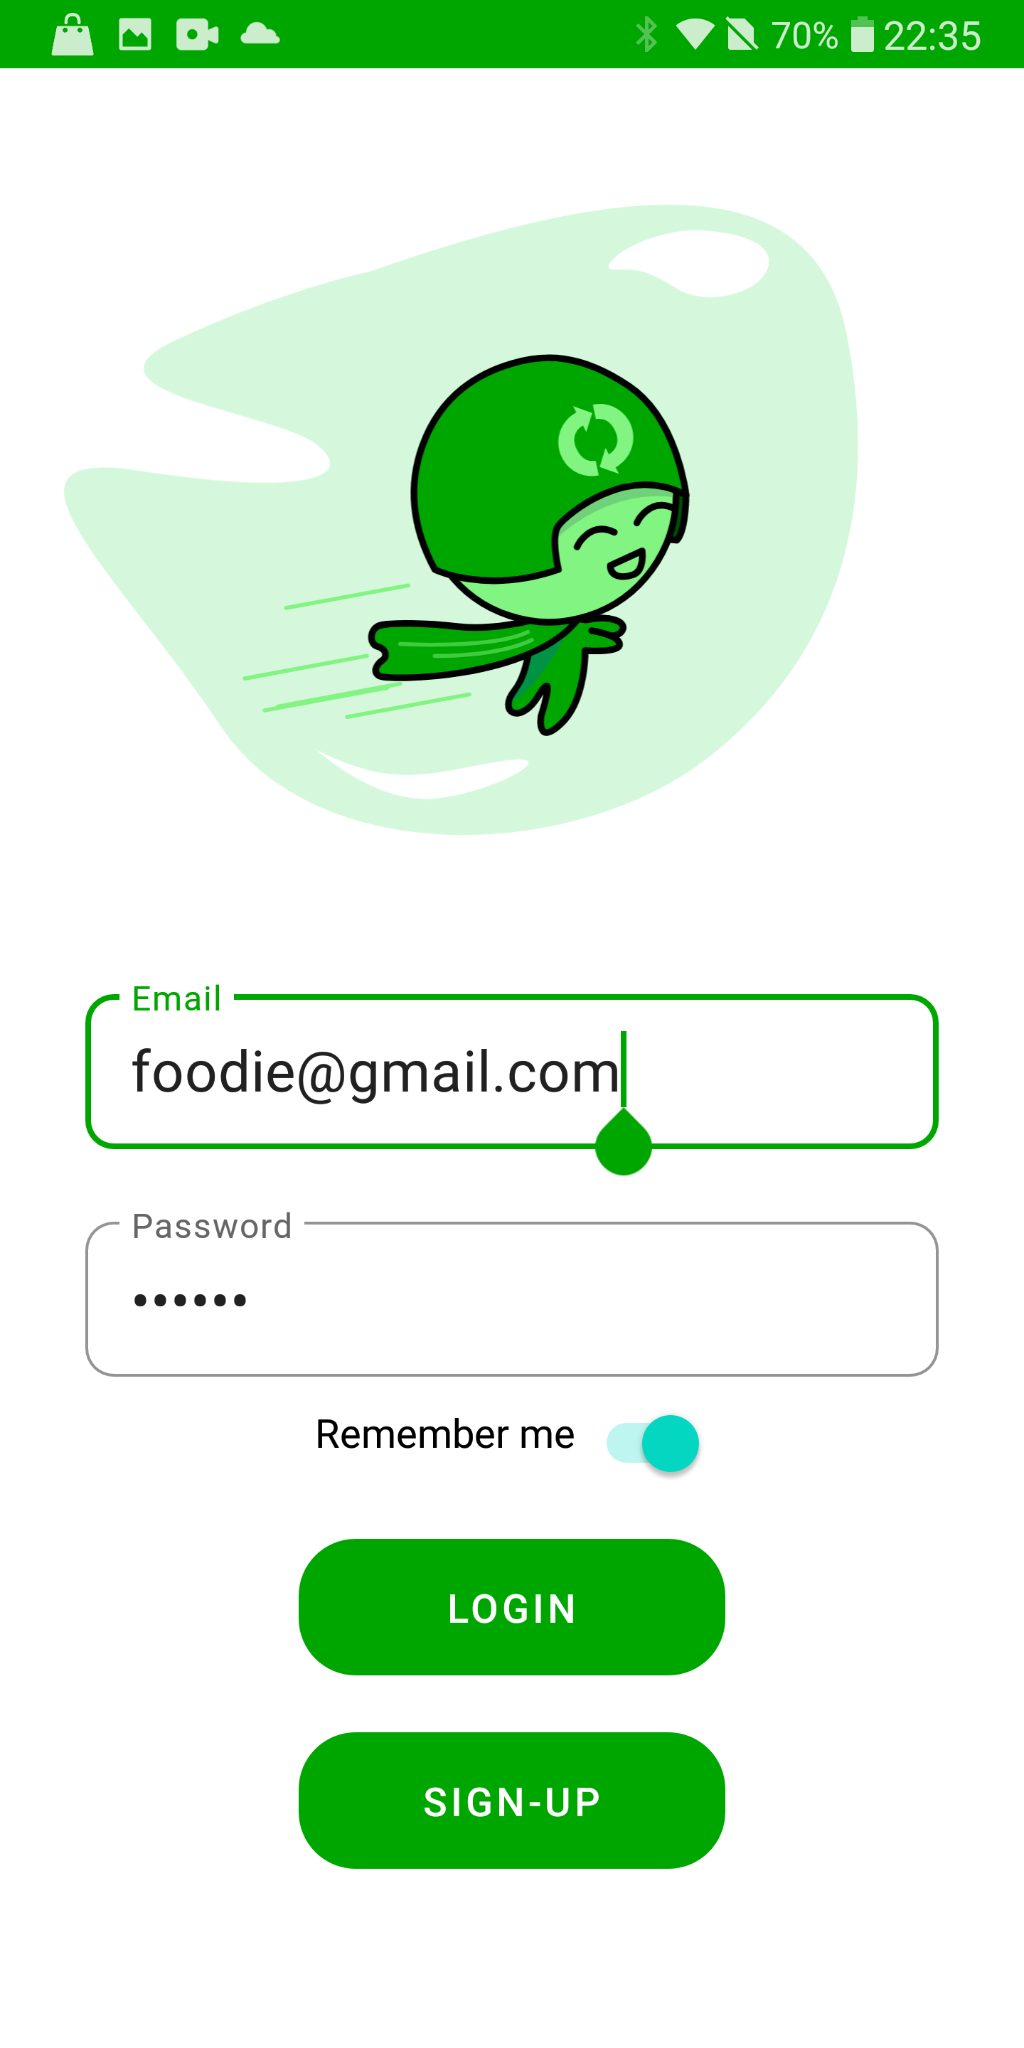 70% 22:35
Email
foodie@gmail.com
Password
••••••
Remember me
LOGIN
SIGN-UP